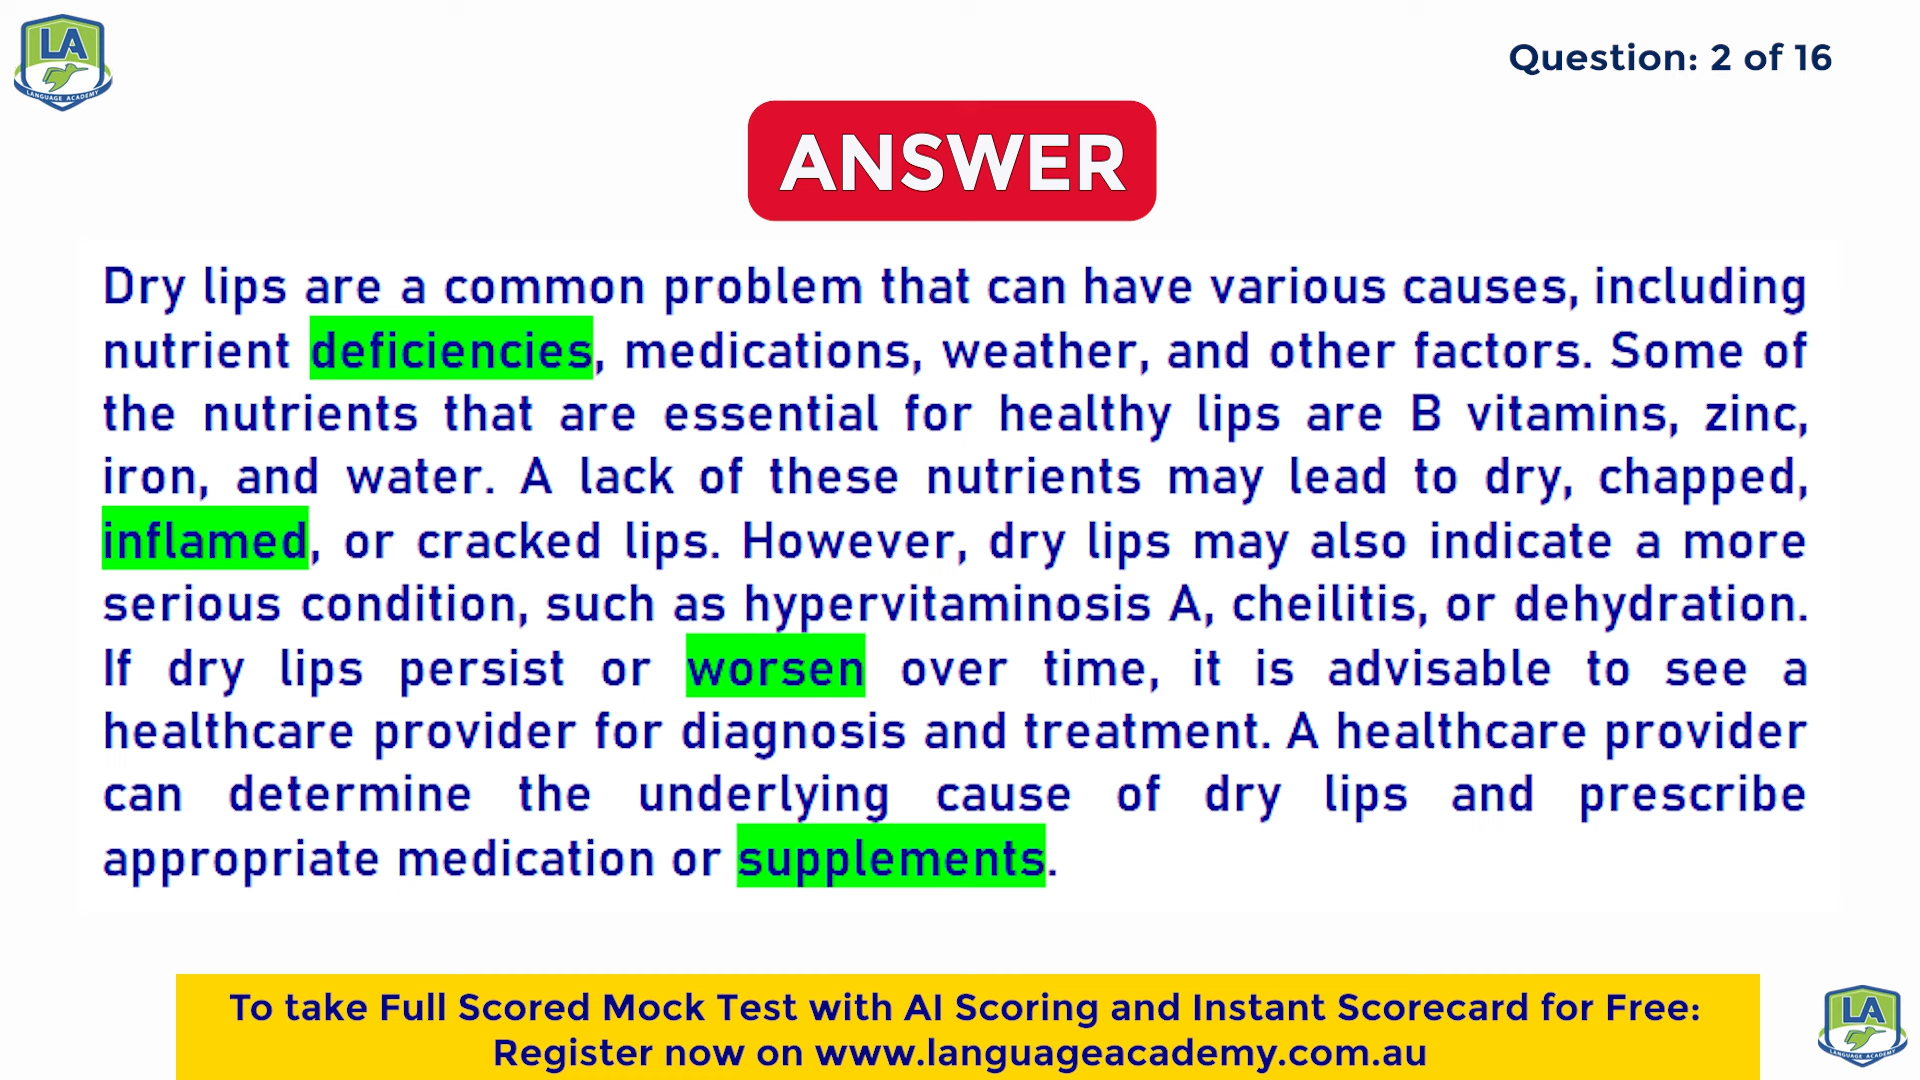 LA
LANGUAGE ACADEMY
Question: 2 of 16
ANSWER
Dry lips are a common problem that can have various causes, including
nutrient deficiencies, medications, weather, and other factors. Some of
the nutrients that are essential for healthy lips are B vitamins, zinc,
iron, and water. A lack of these nutrients may lead to dry, chapped,
inflamed, or cracked lips. However, dry lips may also indicate a more
serious condition, such as hypervitaminosis A, cheilitis, or dehydration.
If dry lips persist or worsen over time, it is advisable to see a
healthcare provider for diagnosis and treatment. A healthcare provider
can determine the underlying cause of dry lips and prescribe
appropriate medication or supplements.
To take Full Scored Mock Test with AI Scoring and Instant Scorecard for Free:
Register now on www.languageacademy.com.au
LA
LANGUAGE ACADEMY